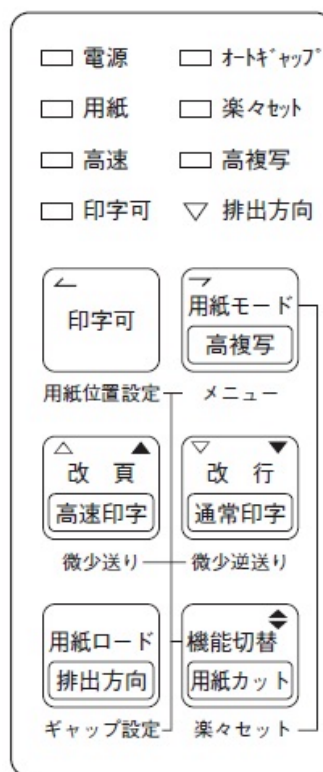 電源 オートギャップ
用紙 楽々セット
高速 高複写
印字可 ▽ 排出方向
印字可
用紙モード
高複写
用紙位置設定 メニュー
△ ▲ ▽ ▼
改 頁 改 行
高速印字 通常印字
微少送り 微少逆送り
用紙ロード 機能切替
排出方向 用紙カット
ギャップ設定 楽々セット